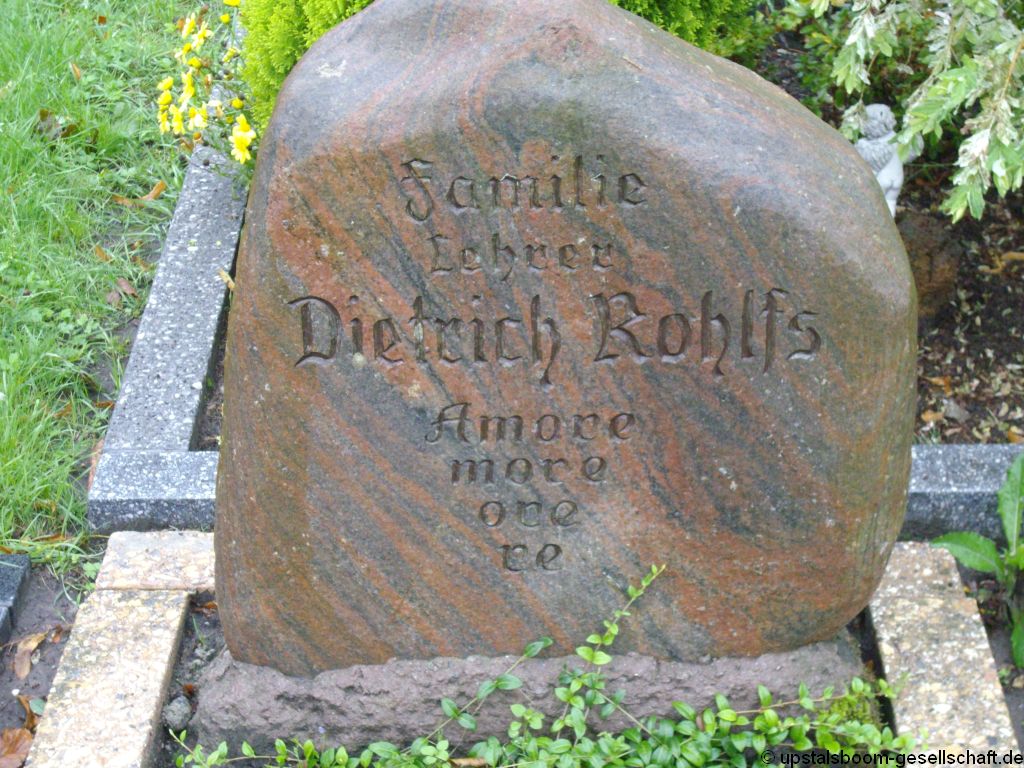 Familie
Lehrer
Dietrich Rohlfs
Amore
more
ore
re
© upstalsboom-gesellschaft.de